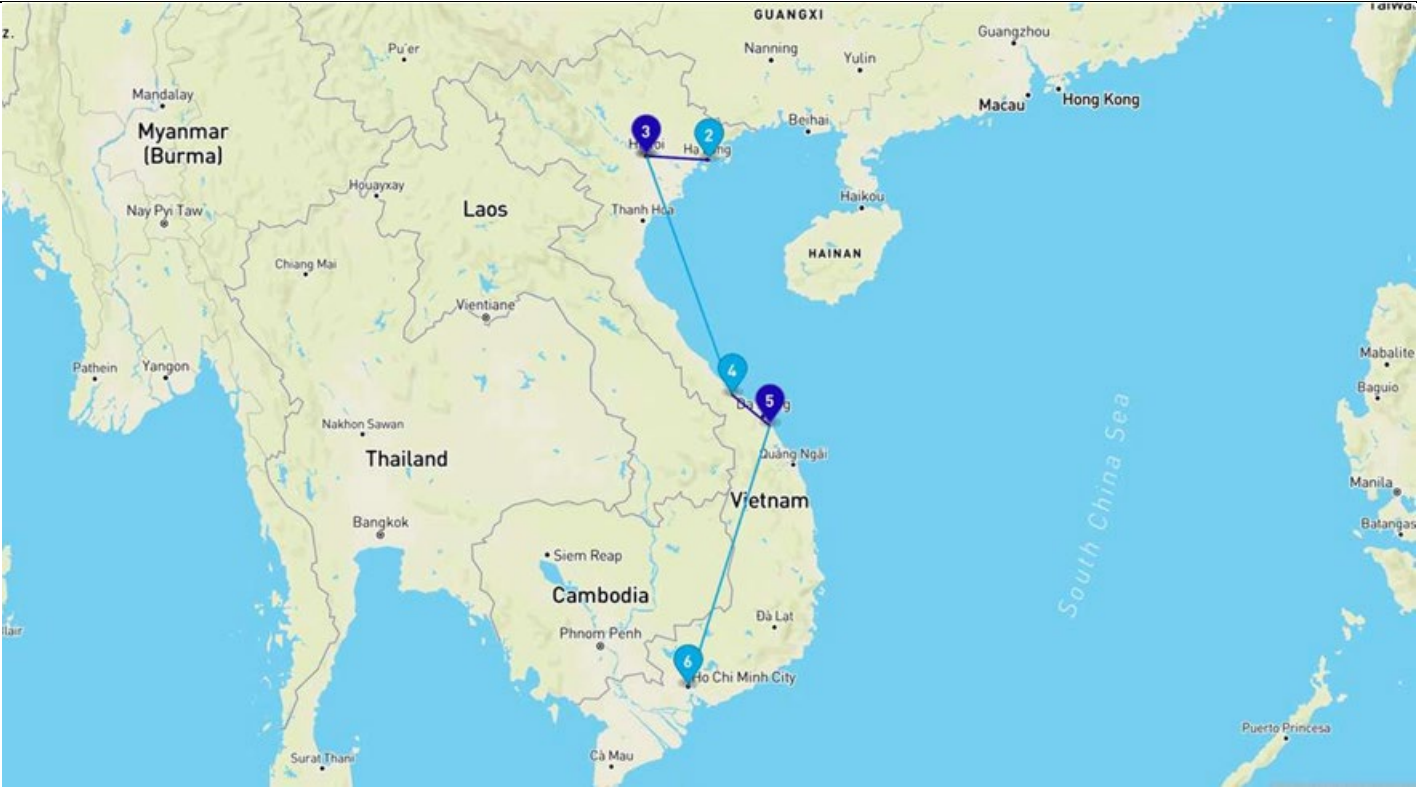 GUANGXI
Pu'er
Nanning
Guangzhou
Yulin
Mandalay
Macau
Hong Kong
Myanmar
(Burma)
3
2
Beihai
Houayxay
Laos
Thanh Hóa
Haikou
Nay Pyi Taw
HAINAN
Chiang Mai
Vientiane
Pathein
Yangon
4
5
Mabalite
Baguio
Nakhon Sawan
Thailand
Quảng Ngãi
Vietnam
Manila
Bangkok
Batangas
Siem Reap
South China Sea
Cambodia
Đà Lạt
Phnom Penh
6
Ho Chi Minh City
Puerto Princesa
Cà Mau
Surat Thani